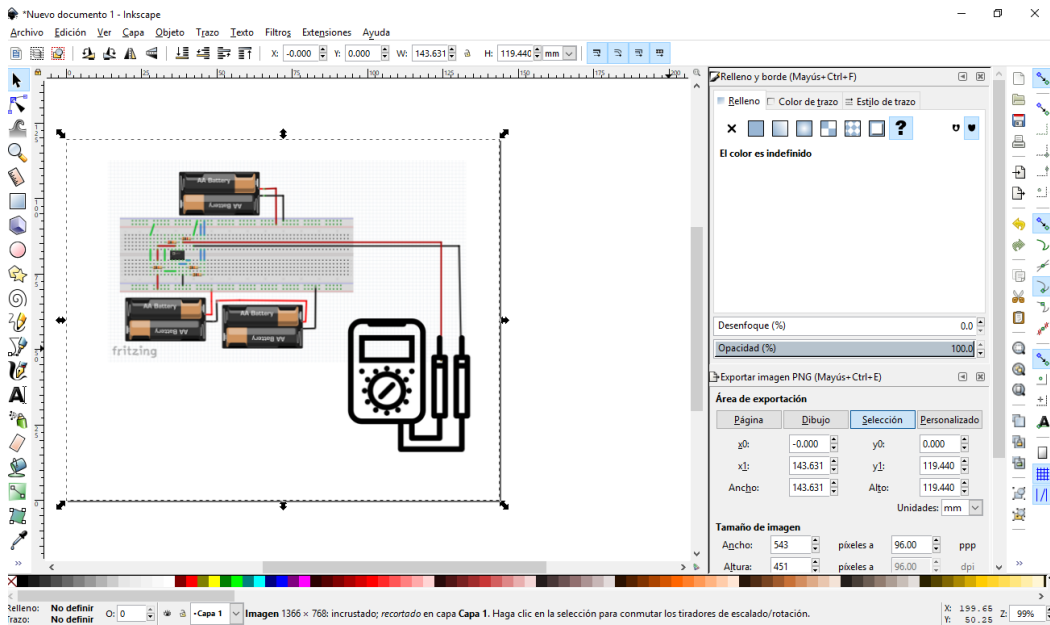 *Nuevo documento 1 - Inkscape
Archivo Edición Ver Capa Objeto Trazo Texto Filtros Extensiones Ayuda
X: -0.000 Y: 0.000 W: 143.631 H: 119.440 mm
Relleno y borde (Mayús+Ctrl+F)
Relleno Color de trazo Estilo de trazo
El color es indefinido
AA Battery
AA Battery
AA Battery
AA Battery
AA Battery
AA Battery
fritzing
Desenfoque (%) 0.0
Opacidad (%) 100.0
Exportar imagen PNG (Mayús+Ctrl+E)
Área de exportación
Página Dibujo Selección Personalizado
x0: -0.000 y0: 0.000
x1: 143.631 y1: 119.440
Ancho: 143.631 Alto: 119.440
Unidades: mm
Tamaño de imagen
Ancho: 543 píxeles a 96.00 ppp
Altura: 451 píxeles a 96.00 dpi
Relleno: No definir
Trazo: No definir
O: 0
-Capa 1
Imagen 1366 × 768: incrustado; recortado en capa Capa 1. Haga clic en la selección para conmutar los tiradores de escalado/rotación.
X: 199.65
Y: 50.25
Z: 99%